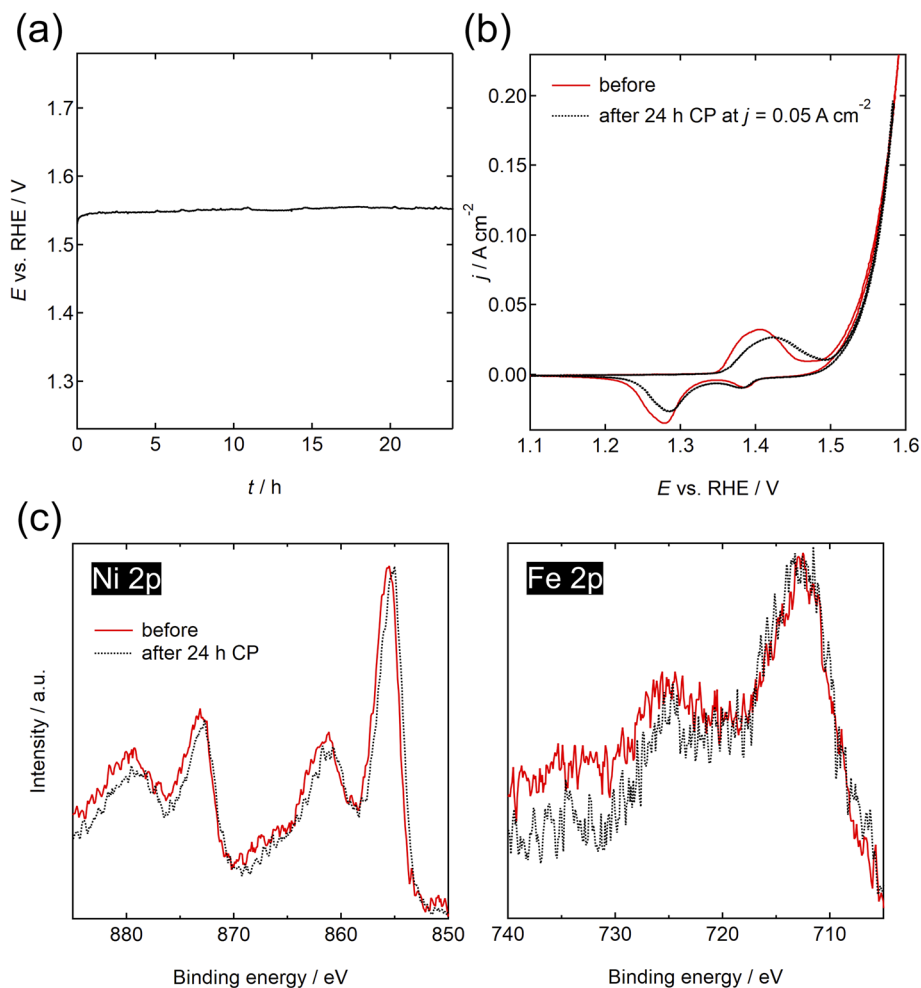 (a)
1.7
1.6
1.5
1.4
1.3
E vs. RHE / V
0
5
10
15
20
t / h
(b)
before
after 24 h CP at j = 0.05 A cm⁻²
0.20
0.15
0.10
0.05
0.00
j / A cm⁻²
1.1
1.2
1.3
1.4
1.5
1.6
E vs. RHE / V
(c)
Ni 2p
before
after 24 h CP
Intensity / a.u.
880
870
860
850
Binding energy / eV
Fe 2p
740
730
720
710
Binding energy / eV